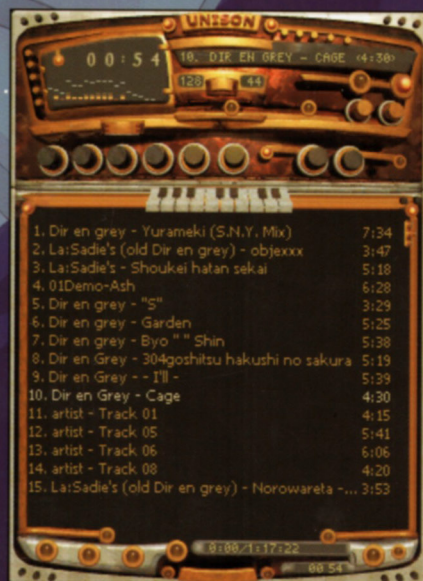 UNISON
00:54
10. DIR EN GREY - CAGE <4:30>
128 44
1. Dir en grey - Yurameki (S.N.Y. Mix) 7:34
2. La:Sadie's (old Dir en grey) - objexxx 3:47
3. La:Sadie's - Shoukei hatan sekai 5:18
4. 01Demo-Ash 6:28
5. Dir en grey - "S" 3:29
6. Dir en grey - Garden 5:25
7. Dir en grey - Byo " " Shin 5:38
8. Dir en Grey - 304goshitsu hakushi no sakura 5:19
9. Dir en Grey - - I'll - 5:39
10. Dir en Grey - Cage 4:30
11. artist - Track 01 4:15
12. artist - Track 05 5:41
13. artist - Track 06 6:06
14. artist - Track 08 4:20
15. La:Sadie's (old Dir en grey) - Norowareta -... 3:53
0:00/1:17:22
00:54